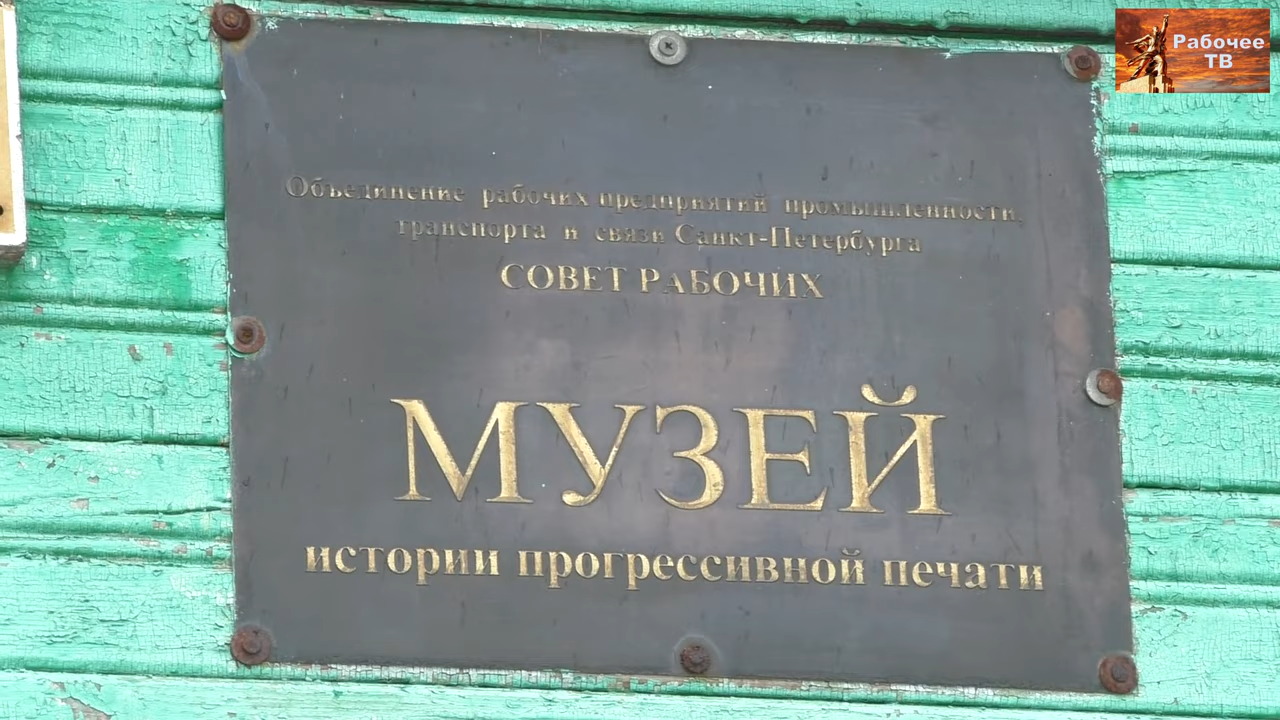 Рабочее
ТВ
Объединение рабочих предприятий промышленности,
транспорта и связи Санкт-Петербурга
СОВЕТ РАБОЧИХ
МУЗЕЙ
истории прогрессивной печати